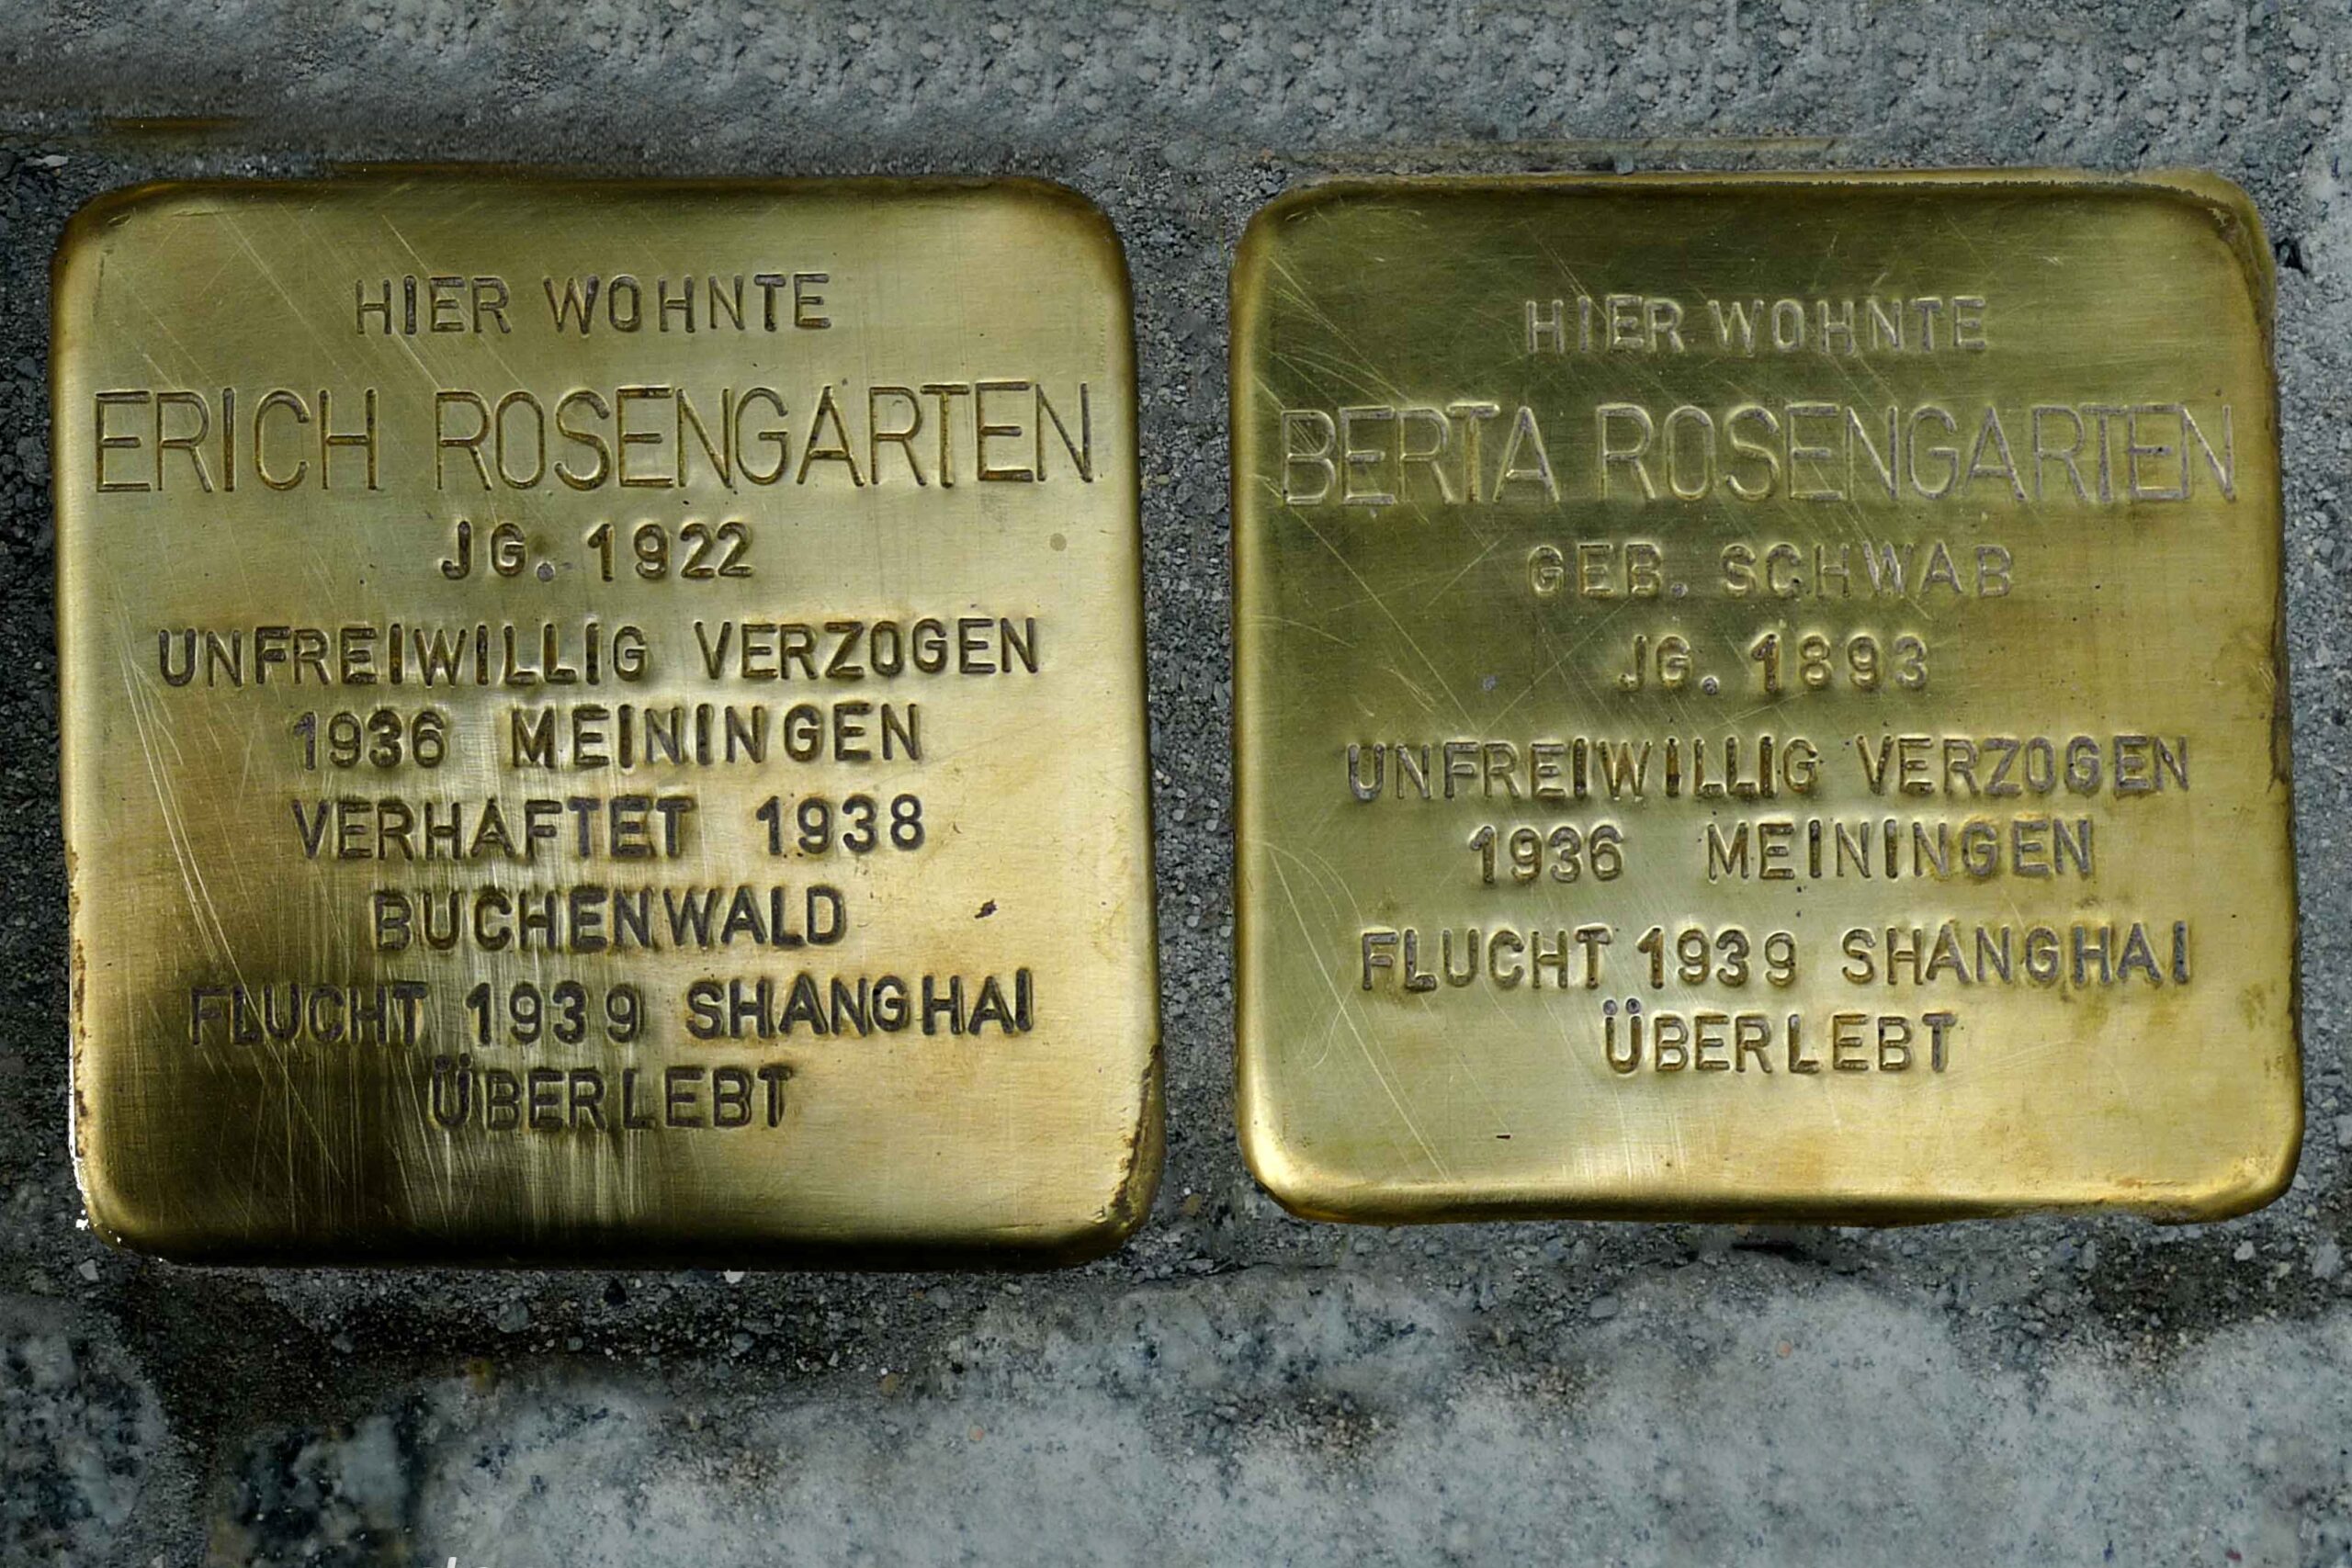 HIER WOHNTE
ERICH ROSENGARTEN
JG. 1922
UNFREIWILLIG VERZOGEN
1936 MEININGEN
VERHAFTET 1938
BUCHENWALD
FLUCHT 1939 SHANGHAI
ÜBERLEBT
HIER WOHNTE
BERTA ROSENGARTEN
GEB. SCHWAB
JG. 1893
UNFREIWILLIG VERZOGEN
1936 MEININGEN
FLUCHT 1939 SHANGHAI
ÜBERLEBT